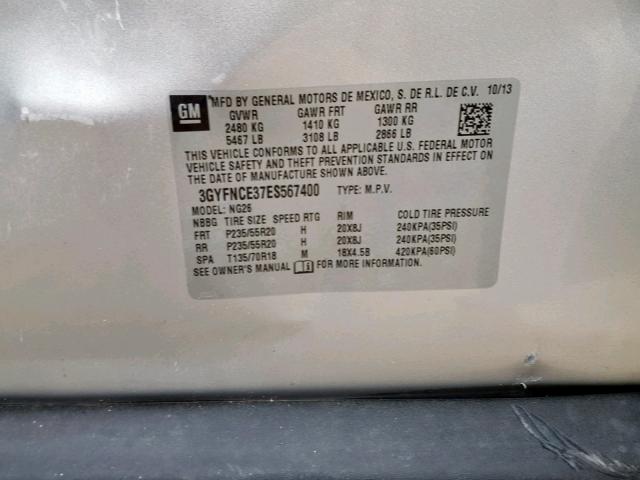 GM
MFD BY GENERAL MOTORS DE MEXICO, S. DE R.L. DE C.V. 10/13
GVWR GAWR FRT GAWR RR
2480 KG 1410 KG 1300 KG
5467 LB 3108 LB 2866 LB
THIS VEHICLE CONFORMS TO ALL APPLICABLE U.S. FEDERAL MOTOR
VEHICLE SAFETY AND THEFT PREVENTION STANDARDS IN EFFECT ON
THE DATE OF MANUFACTURE SHOWN ABOVE.
3GYFNCE37ES567400 TYPE: M.P.V.
MODEL: NG26
NBBG TIRE SIZE SPEED RTG RIM COLD TIRE PRESSURE
FRT P235/55R20 H 20X8J 240KPA(35PSI)
RR P235/55R20 H 20X8J 240KPA(35PSI)
SPA T135/70R18 M 18X4.5B 420KPA(60PSI)
SEE OWNER'S MANUAL FOR MORE INFORMATION.